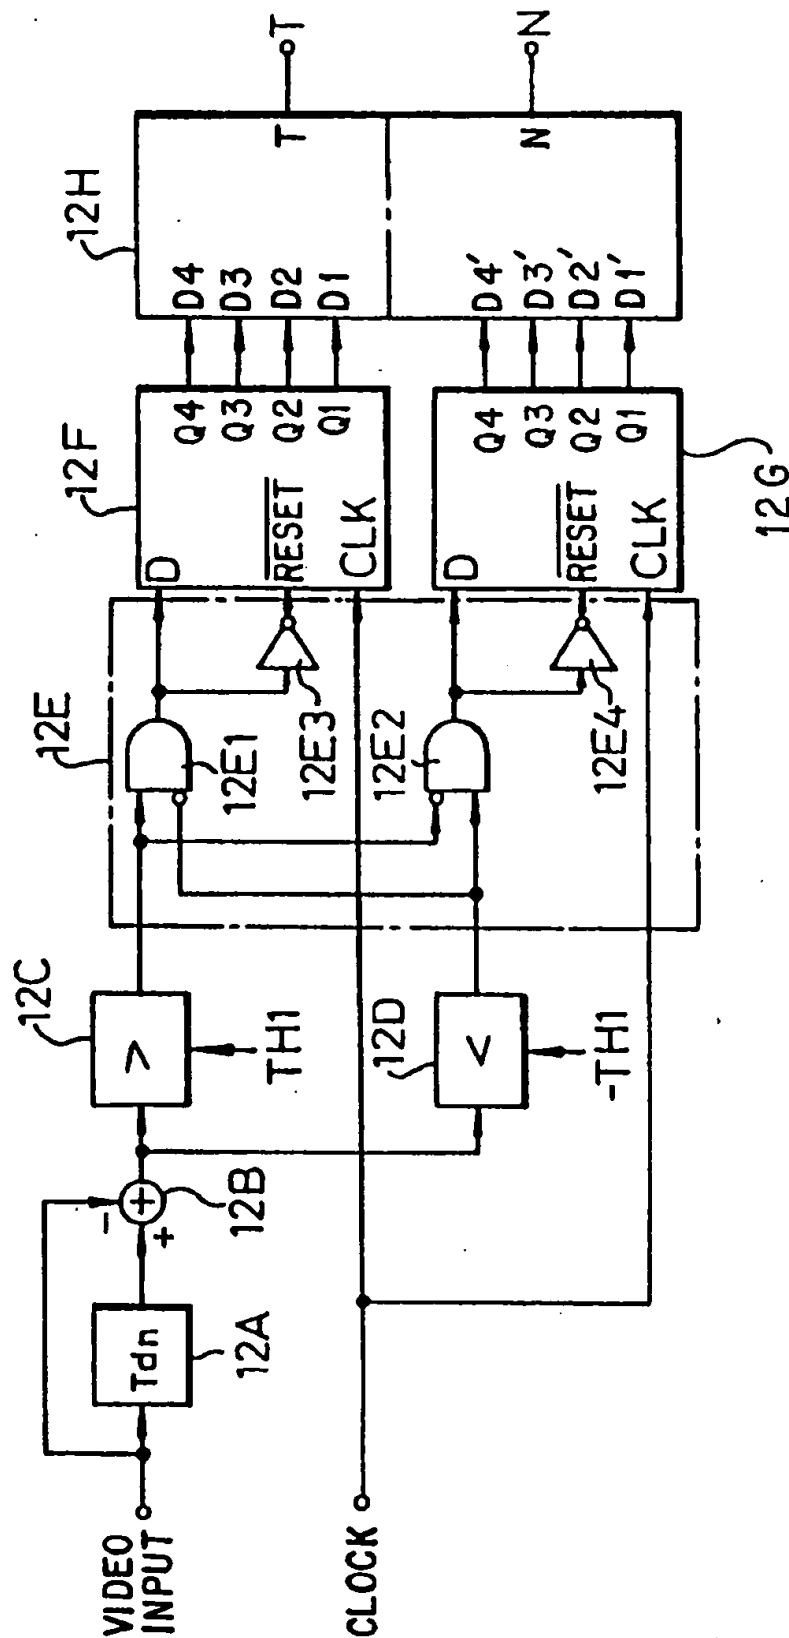 VIDEO
INPUT
Tdn
12A
-
+
+
12B
>
12C
TH1
<
12D
-TH1
CLOCK
12E
12E1
12E3
12E2
12E4
12F
D
RESET
CLK
Q4
Q3
Q2
Q1
12G
D
RESET
CLK
Q4
Q3
Q2
Q1
12H
D4
D3
D2
D1
D4'
D3'
D2'
D1'
T
N
T
N